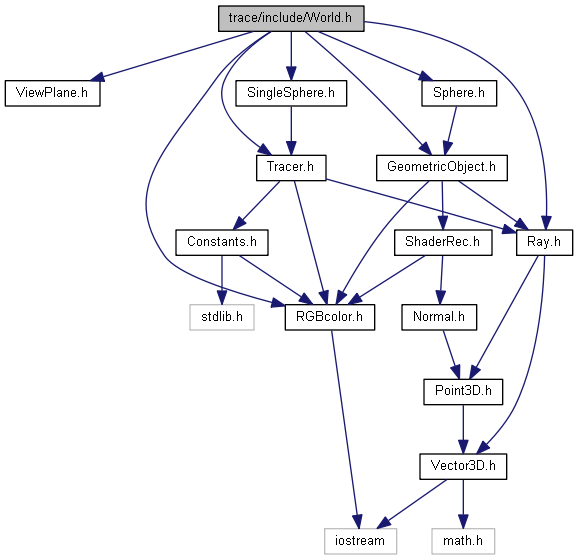 trace/include/World.h
ViewPlane.h
SingleSphere.h
Sphere.h
Tracer.h
GeometricObject.h
Constants.h
ShaderRec.h
Ray.h
stdlib.h
RGBcolor.h
Normal.h
Point3D.h
Vector3D.h
iostream
math.h